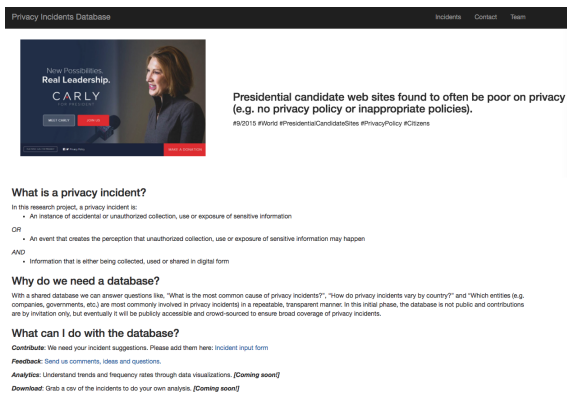 Privacy Incidents Database
Incidents Contact Team
New Possibilities.
Real Leadership.
CARLY
FOR PRESIDENT
MEET CARLY
JOIN US
Privacy Policy
MAKE A DONATION
Presidential candidate web sites found to often be poor on privacy
(e.g. no privacy policy or inappropriate policies).
#9/2015 #World #PresidentialCandidateSites #PrivacyPolicy #Citizens
What is a privacy incident?
In this research project, a privacy incident is:
• An instance of accidental or unauthorized collection, use or exposure of sensitive information
OR
• An event that creates the perception that unauthorized collection, use or exposure of sensitive information may happen
AND
• Information that is either being collected, used or shared in digital form
Why do we need a database?
With a shared database we can answer questions like, "What is the most common cause of privacy incidents?", "How do privacy incidents vary by country?" and "Which entities (e.g.
companies, governments, etc.) are most commonly involved in privacy incidents) in a repeatable, transparent manner. In this initial phase, the database is not public and contributions
are by invitation only, but eventually it will be publicly accessible and crowd-sourced to ensure broad coverage of privacy incidents.
What can I do with the database?
Contribute: We need your incident suggestions. Please add them here: Incident input form
Feedback: Send us comments, ideas and questions.
Analytics: Understand trends and frequency rates through data visualizations. [Coming soon!]
Download: Grab a csv of the incidents to do your own analysis. [Coming soon!]